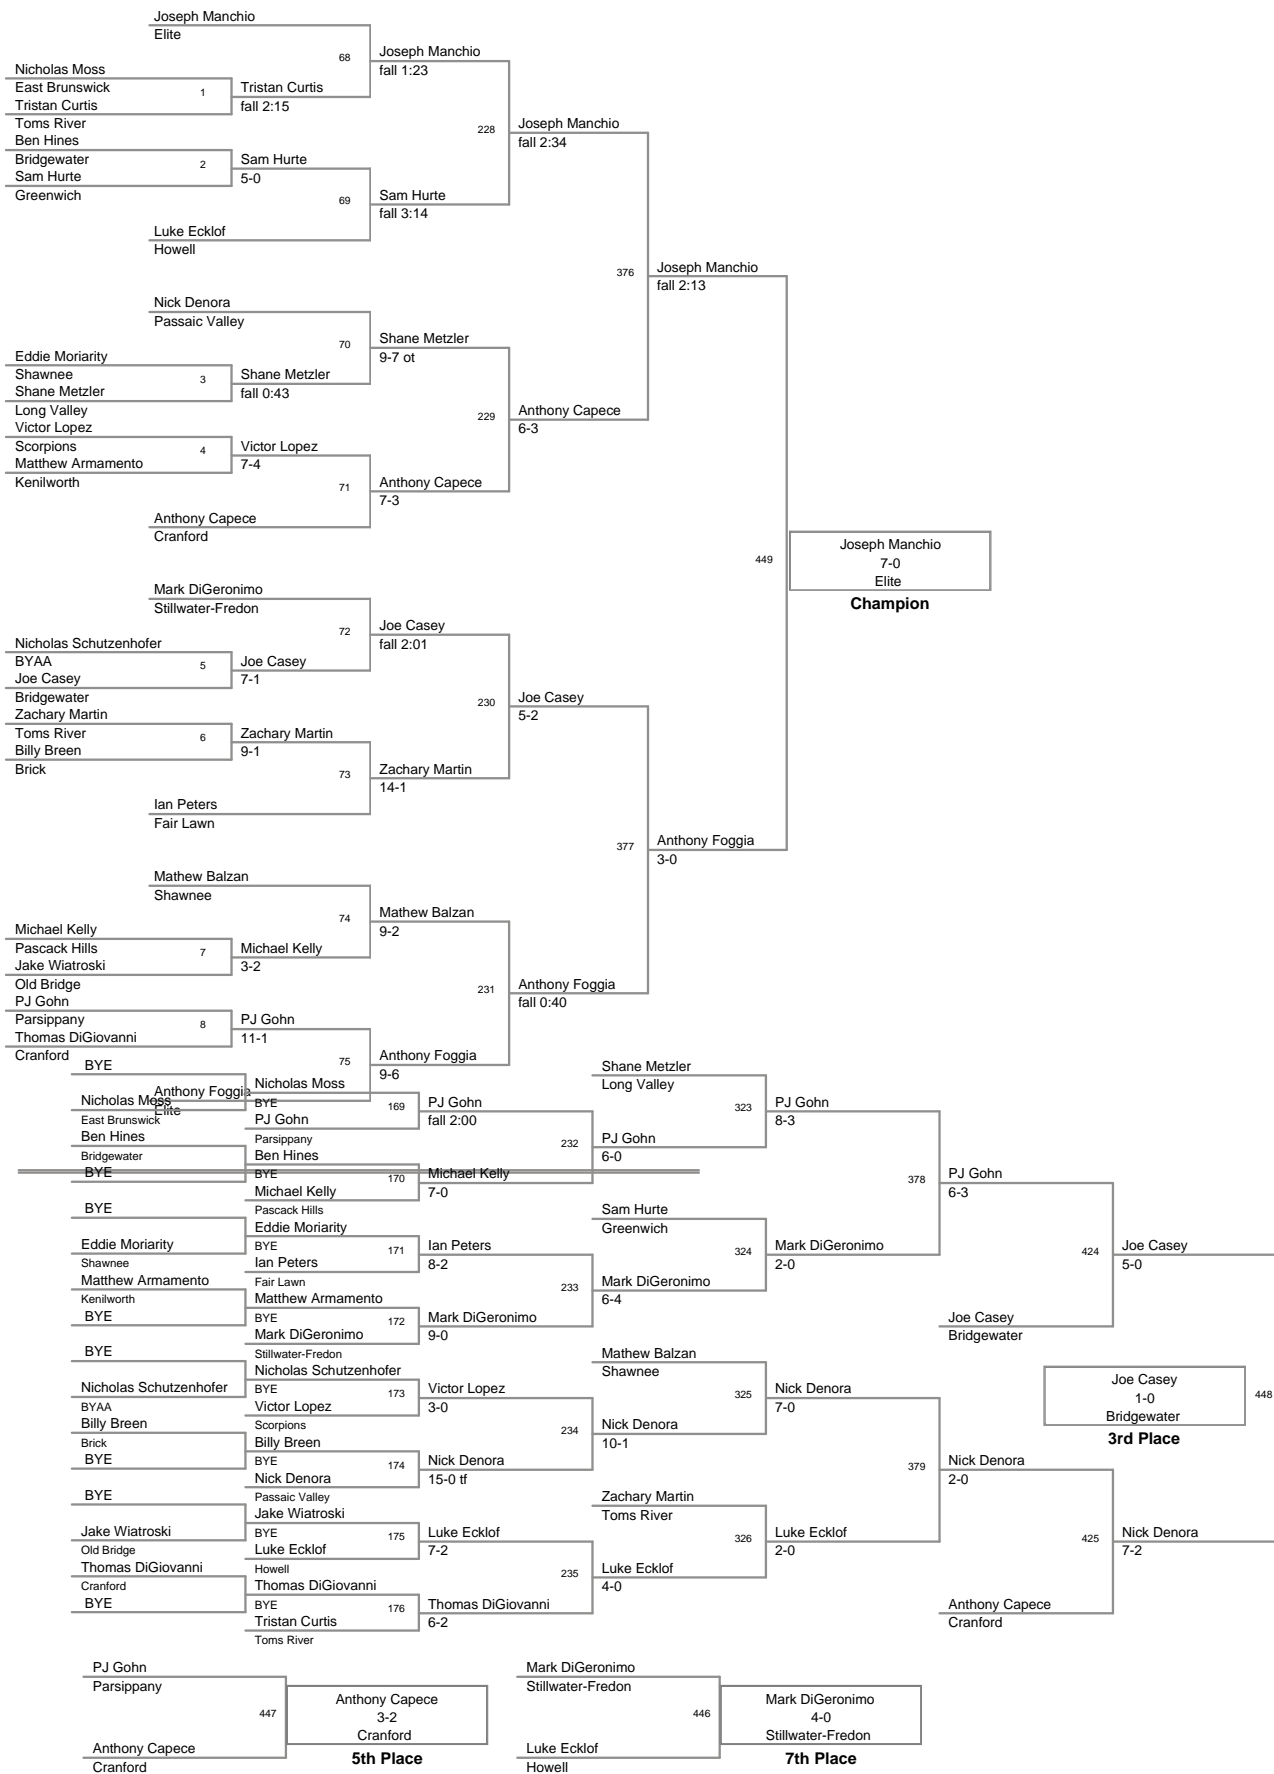 Joseph Manchio
Elite
68
Joseph Manchio
fall 1:23
Nicholas Moss
East Brunswick
1
Tristan Curtis
Tristan Curtis
fall 2:15
Toms River
228
Joseph Manchio
fall 2:34
Ben Hines
Bridgewater
2
Sam Hurte
Sam Hurte
5-0
Greenwich
69
Sam Hurte
fall 3:14
Luke Ecklof
Howell
376
Joseph Manchio
fall 2:13
Nick Denora
Passaic Valley
70
Shane Metzler
9-7 ot
Eddie Moriarity
Shawnee
3
Shane Metzler
Shane Metzler
fall 0:43
Long Valley
229
Anthony Capece
6-3
Victor Lopez
Scorpions
4
Victor Lopez
7-4
Matthew Armamento
Kenilworth
71
Anthony Capece
7-3
Anthony Capece
Cranford
449
Joseph Manchio
7-0
Elite
Champion
Mark DiGeronimo
Stillwater-Fredon
72
Joe Casey
fall 2:01
Nicholas Schutzenhofer
BYAA
5
Joe Casey
Joe Casey
7-1
Bridgewater
230
Joe Casey
5-2
Zachary Martin
Toms River
6
Zachary Martin
9-1
Billy Breen
Brick
73
Zachary Martin
14-1
Ian Peters
Fair Lawn
377
Anthony Foggia
3-0
Mathew Balzan
Shawnee
74
Mathew Balzan
9-2
Michael Kelly
Pascack Hills
7
Michael Kelly
3-2
Jake Wiatroski
Old Bridge
231
Anthony Foggia
fall 0:40
PJ Gohn
Parsippany
8
PJ Gohn
11-1
Thomas DiGiovanni
Cranford
75
Anthony Foggia
9-6
Anthony Foggia
Elite
BYE
Nicholas Moss
East Brunswick
Nicholas Moss
BYE
169
PJ Gohn
Parsippany
PJ Gohn
fall 2:00
Ben Hines
Bridgewater
BYE
Ben Hines
BYE
170
Michael Kelly
Pascack Hills
Michael Kelly
7-0
232
PJ Gohn
6-0
Shane Metzler
Long Valley
323
PJ Gohn
8-3
BYE
Eddie Moriarity
Shawnee
Eddie Moriarity
BYE
171
Ian Peters
Fair Lawn
Ian Peters
8-2
Matthew Armamento
Kenilworth
BYE
Matthew Armamento
BYE
172
Mark DiGeronimo
Stillwater-Fredon
Mark DiGeronimo
9-0
233
Mark DiGeronimo
6-4
Sam Hurte
Greenwich
324
Mark DiGeronimo
2-0
378
PJ Gohn
6-3
424
Joe Casey
5-0
Joe Casey
Bridgewater
BYE
Nicholas Schutzenhofer
BYAA
Nicholas Schutzenhofer
BYE
173
Victor Lopez
Scorpions
Victor Lopez
3-0
Billy Breen
Brick
BYE
Billy Breen
BYE
174
Nick Denora
Passaic Valley
Nick Denora
15-0 tf
234
Nick Denora
10-1
Mathew Balzan
Shawnee
325
Nick Denora
7-0
Joe Casey
1-0
Bridgewater
448
3rd Place
BYE
Jake Wiatroski
Old Bridge
Jake Wiatroski
BYE
175
Luke Ecklof
Howell
Luke Ecklof
7-2
Thomas DiGiovanni
Cranford
BYE
Thomas DiGiovanni
BYE
176
Tristan Curtis
Toms River
Thomas DiGiovanni
6-2
235
Luke Ecklof
4-0
Zachary Martin
Toms River
326
Luke Ecklof
2-0
379
Nick Denora
2-0
425
Nick Denora
7-2
Anthony Capece
Cranford
PJ Gohn
Parsippany
447
Anthony Capece
3-2
Cranford
5th Place
Anthony Capece
Cranford
Mark DiGeronimo
Stillwater-Fredon
446
Mark DiGeronimo
4-0
Stillwater-Fredon
7th Place
Luke Ecklof
Howell